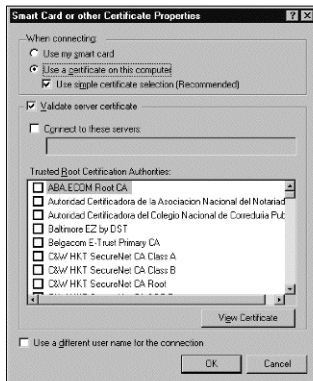 Smart Card or other Certificate Properties
When connecting:
Use my smart card
Use a certificate on this computer
Use simple certificate selection (Recommended)
Validate server certificate
Connect to these servers:
Trusted Root Certification Authorities:
ABA.ECOM Root CA
Autoridad Certificadora de la Asociacion Nacional del Notariad
Autoridad Certificadora del Colegio Nacional de Correduria Pub
Baltimore EZ by DST
Belgacom E-Trust Primary CA
C&W HKT SecureNet CA Class A
C&W HKT SecureNet CA Class B
C&W HKT SecureNet CA Root
View Certificate
Use a different user name for the connection
OK Cancel